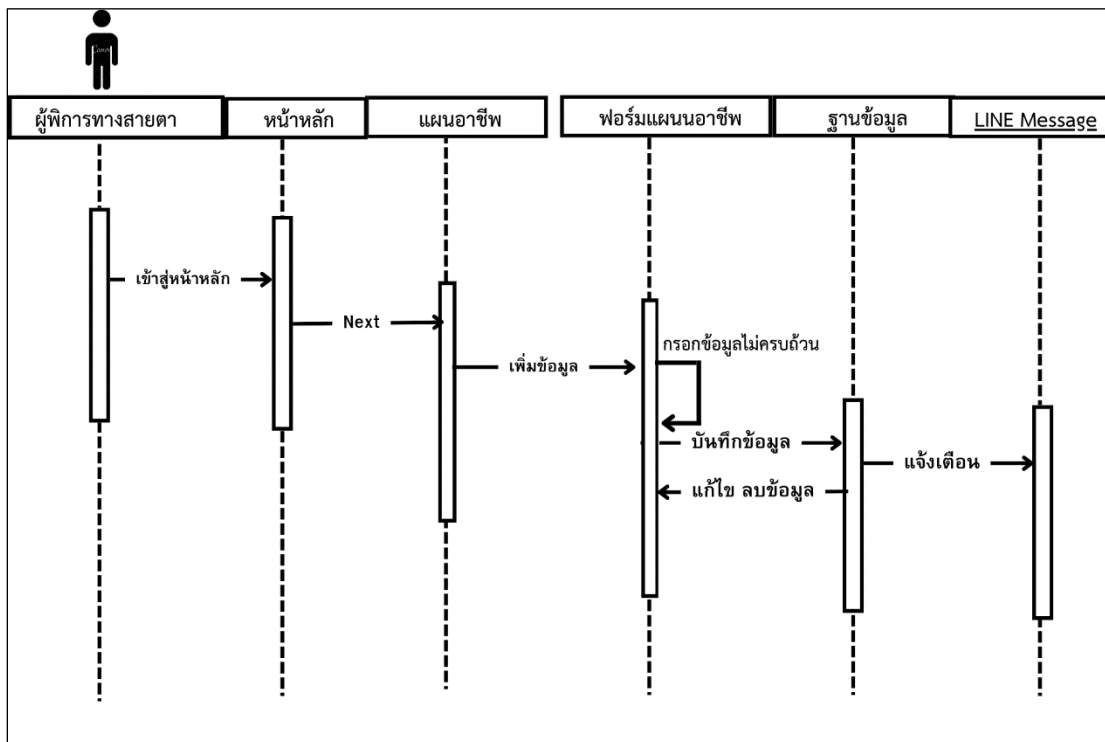 Canva
ผู้พิการทางสายตา
หน้าหลัก
แผนอาชีพ
ฟอร์มแผนนอาชีพ
ฐานข้อมูล
LINE Message
เข้าสู่หน้าหลัก
Next
เพิ่มข้อมูล
กรอกข้อมูลไม่ครบถ้วน
บันทึกข้อมูล
แจ้งเตือน
แก้ไข ลบข้อมูล